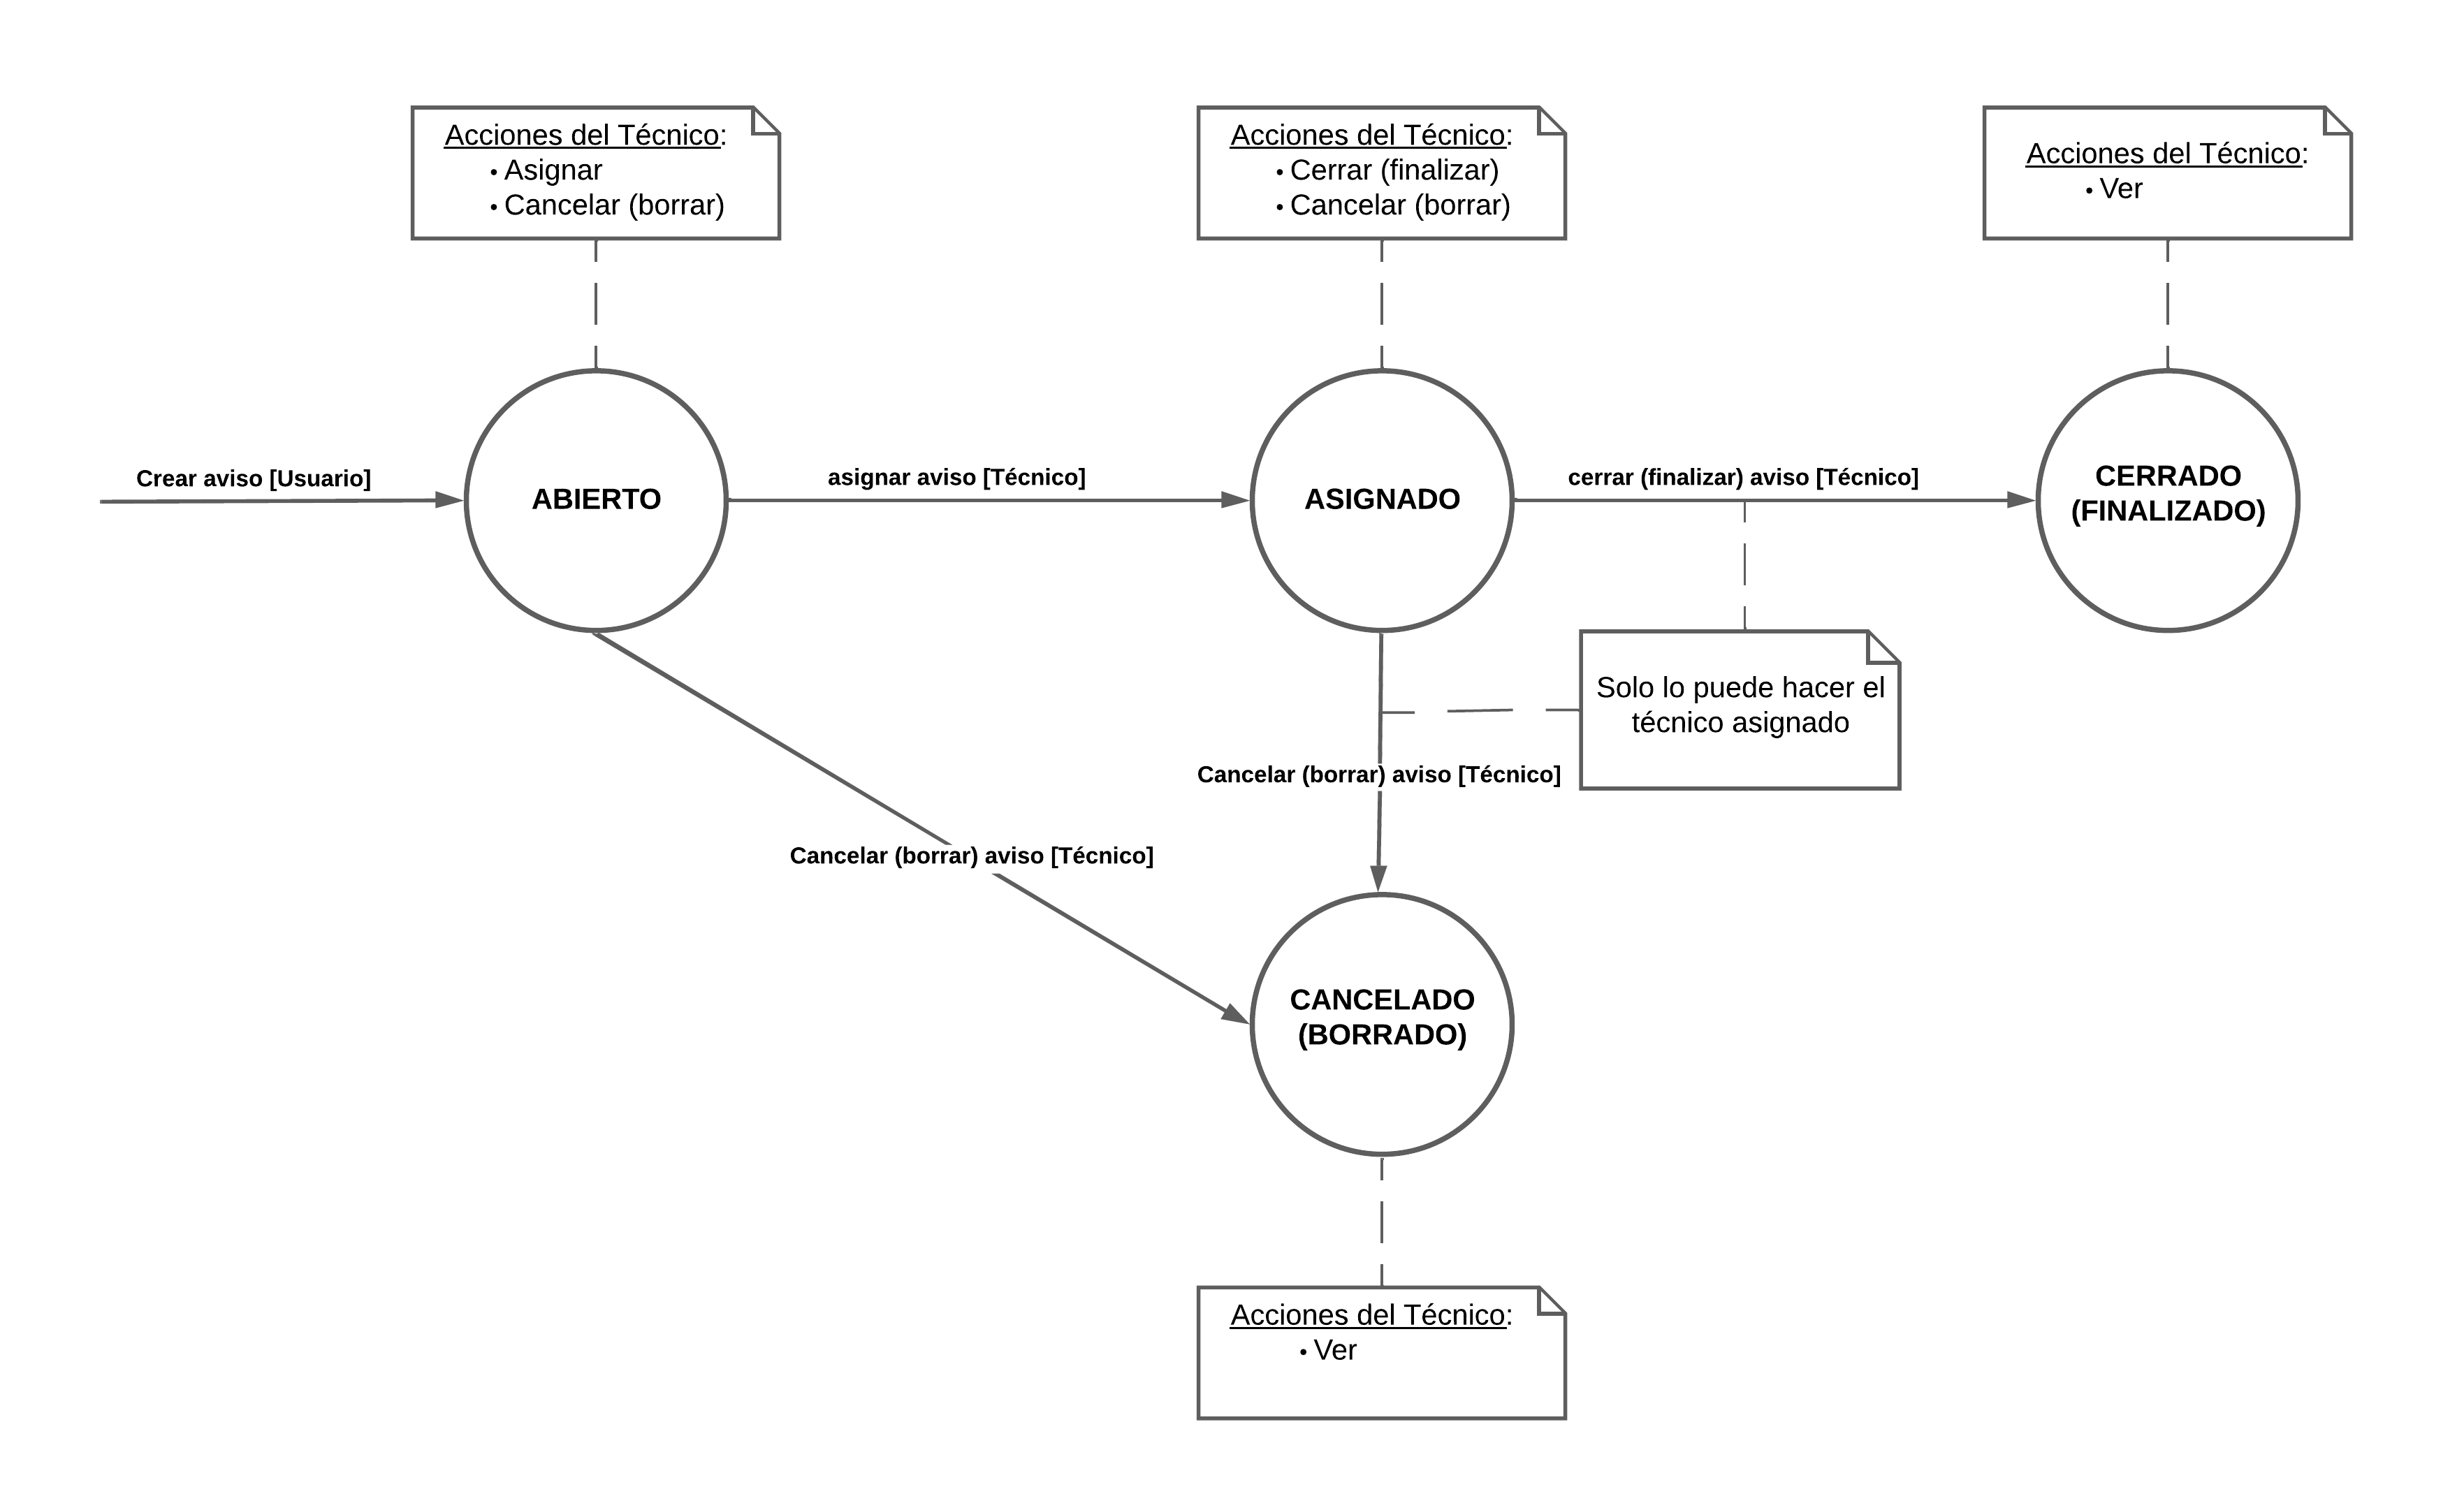 Acciones del Técnico:
• Asignar
• Cancelar (borrar)
Acciones del Técnico:
• Cerrar (finalizar)
• Cancelar (borrar)
Acciones del Técnico:
• Ver
Crear aviso [Usuario]
ABIERTO
asignar aviso [Técnico]
ASIGNADO
cerrar (finalizar) aviso [Técnico]
CERRADO
(FINALIZADO)
Solo lo puede hacer el
técnico asignado
Cancelar (borrar) aviso [Técnico]
Cancelar (borrar) aviso [Técnico]
CANCELADO
(BORRADO)
Acciones del Técnico:
• Ver